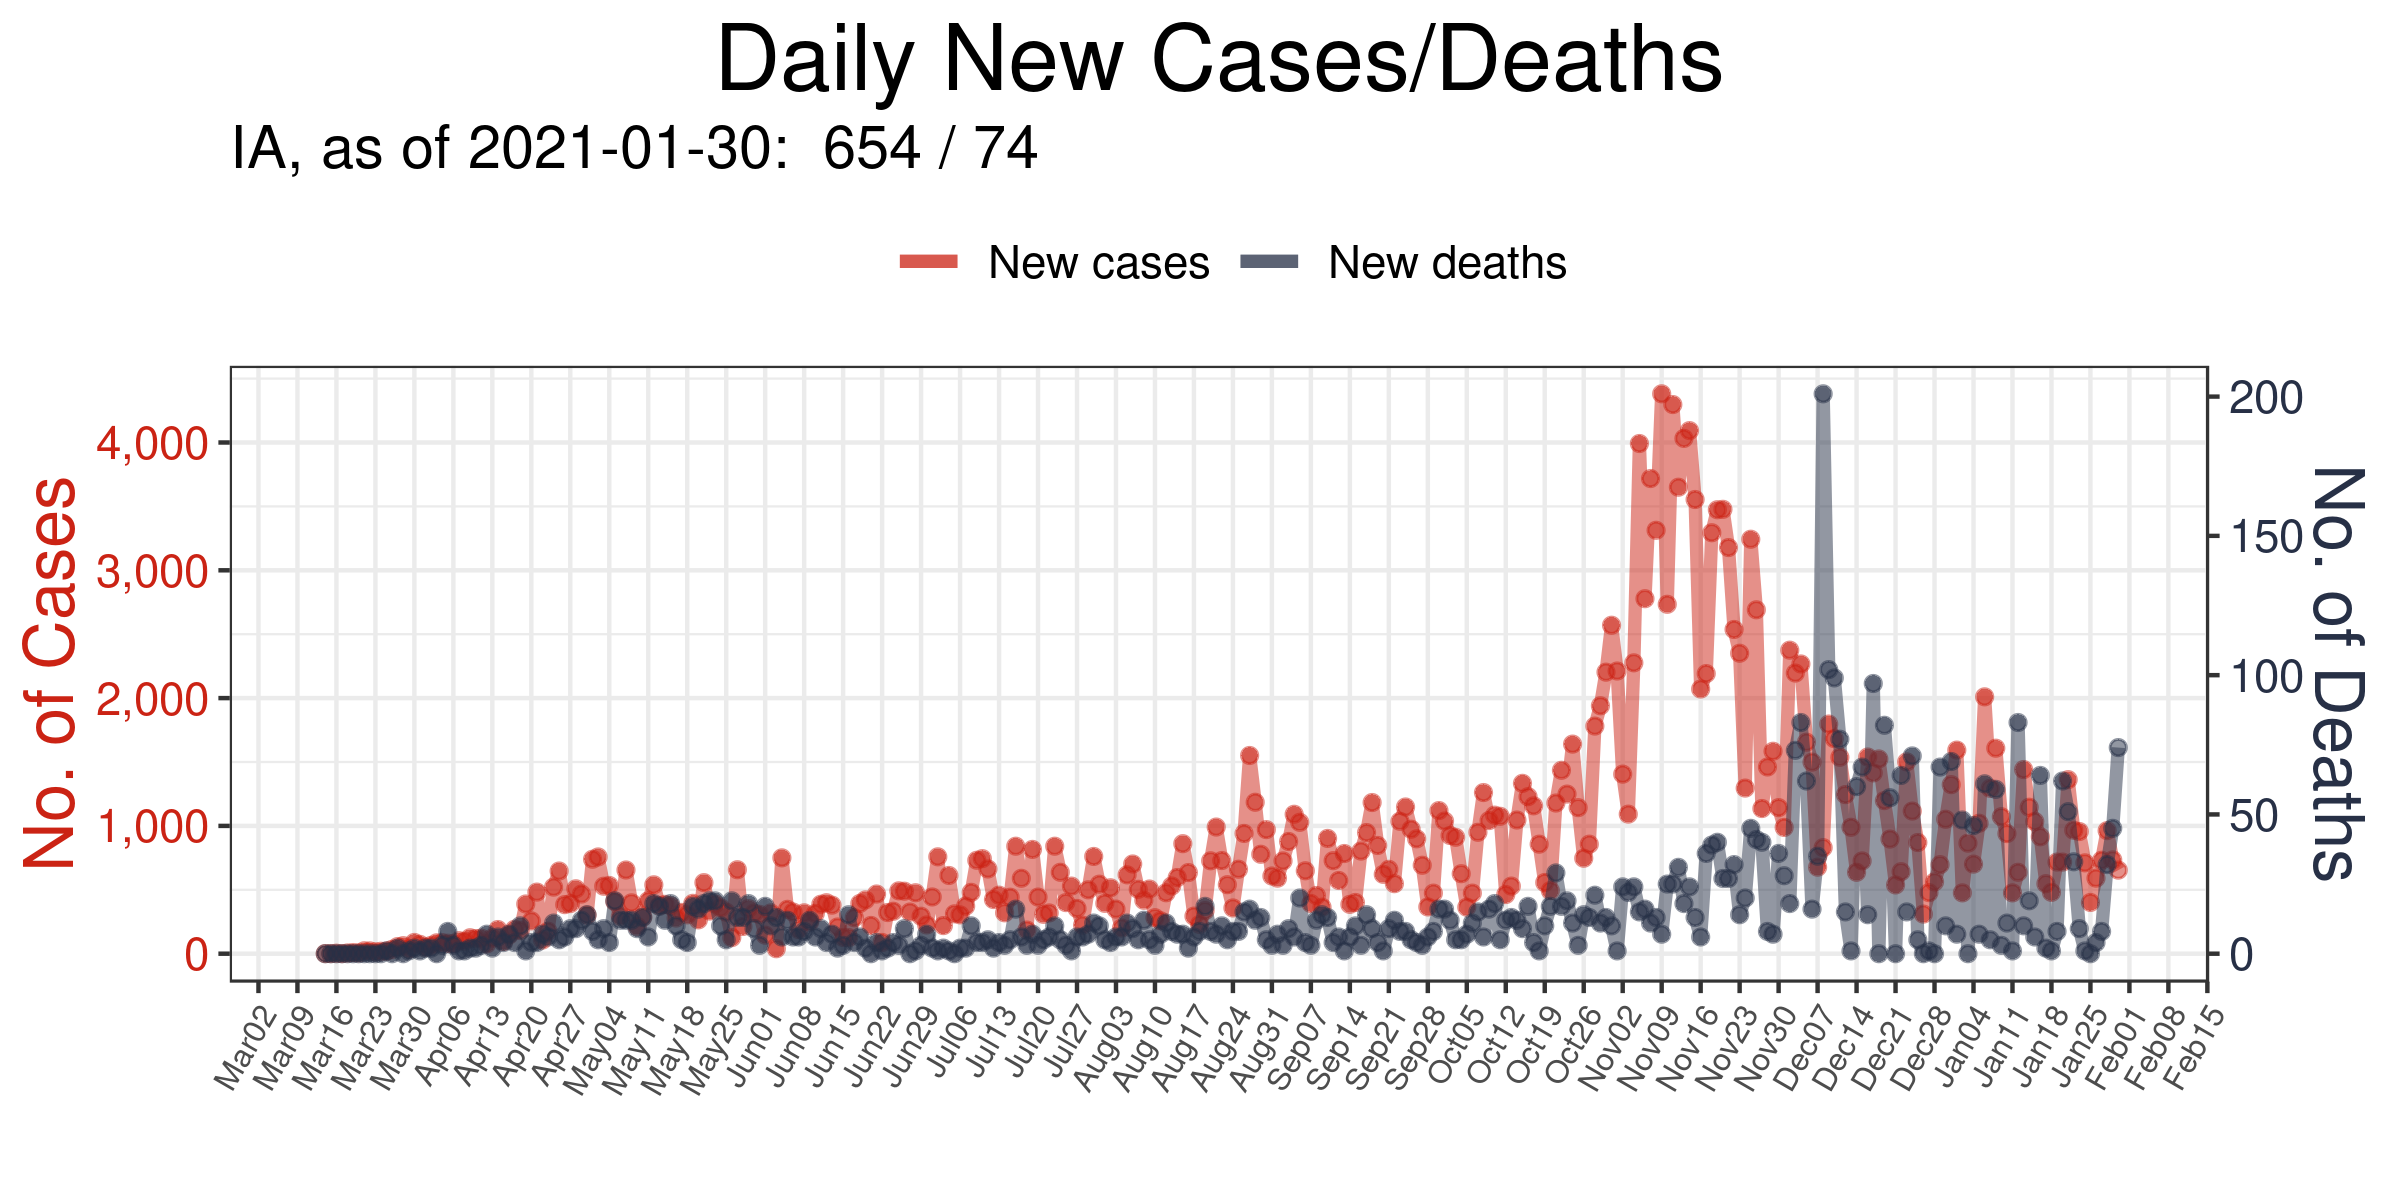 Daily New Cases/Deaths
IA, as of 2021-01-30: 654 / 74
New cases
New deaths
No. of Cases
4,000
3,000
2,000
1,000
0
200
150
100
50
0
No. of Deaths
Mar02
Mar09
Mar16
Mar23
Mar30
Apr06
Apr13
Apr20
Apr27
May04
May11
May18
May25
Jun01
Jun08
Jun15
Jun22
Jun29
Jul06
Jul13
Jul20
Jul27
Aug03
Aug10
Aug17
Aug24
Aug31
Sep07
Sep14
Sep21
Sep28
Oct05
Oct12
Oct19
Oct26
Nov02
Nov09
Nov16
Nov23
Nov30
Dec07
Dec14
Dec21
Dec28
Jan04
Jan11
Jan18
Jan25
Feb01
Feb08
Feb15